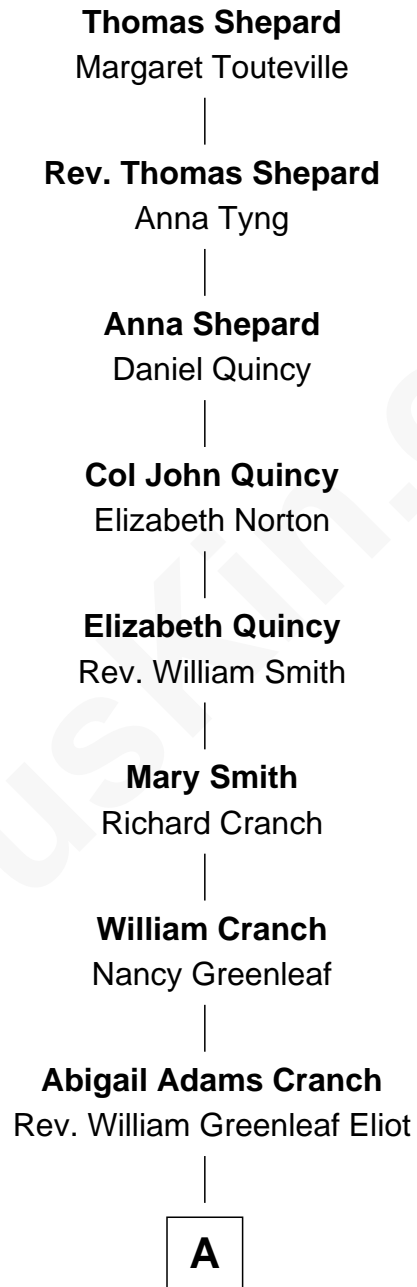 Thomas Shepard
Margaret Touteville
Rev. Thomas Shepard
Anna Tyng
Anna Shepard
Daniel Quincy
Col John Quincy
Elizabeth Norton
Elizabeth Quincy
Rev. William Smith
Mary Smith
Richard Cranch
William Cranch
Nancy Greenleaf
Abigail Adams Cranch
Rev. William Greenleaf Eliot
A